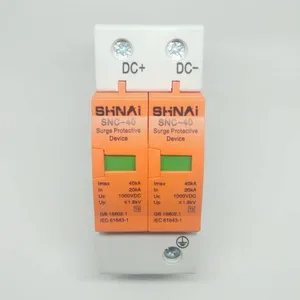 DC+ DC-
SHNAi SHNAi
SNC-40 SNC-40
Surge Protective Surge Protective
Device Device
Imax 40kA Imax 40kA
In 20kA In 20kA
Uc 1000VDC Uc 1000VDC
Up <1.8kV Up <1.8kV
GB 18802.1 GB 18802.1
IEC 61643-1 IEC 61643-1